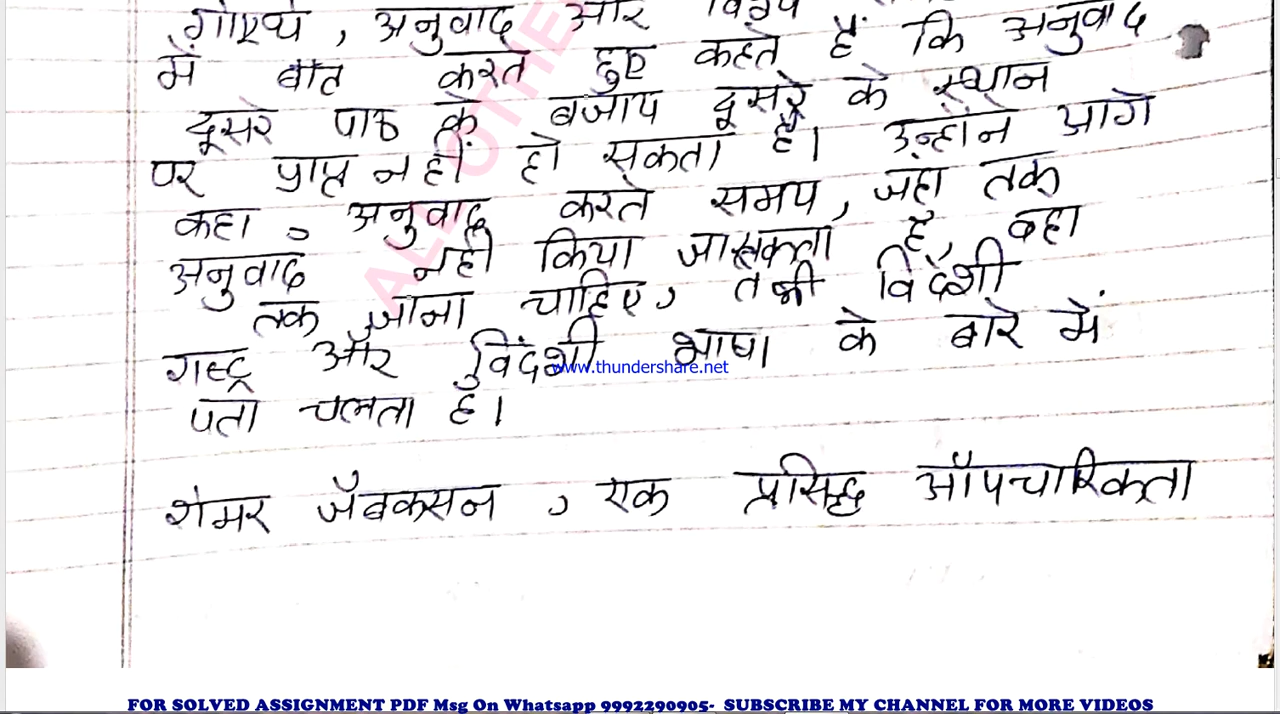 गोएथे, अनुवाद और विश्व
में बात करते हुए कहते हैं कि अनुवाद
दूसरे पाठ के बजाय दूसरे के स्थान
पर प्राप्त नहीं हो सकता है। उन्होंने आगे
कहा, अनुवाद करते समय, जहां तक
अनुवाद नहीं किया जासकता है, वहा
तक जाना चाहिए, तभी विदेशी
राष्ट्र और विदेशी भाषा के बारे में
www.thundershare.net
पता चलता है।
रोमर जैबकसन, एक प्रसिद्ध औपचारिकता
FOR SOLVED ASSIGNMENT PDF Msg On Whatsapp 9992290905- SUBSCRIBE MY CHANNEL FOR MORE VIDEOS